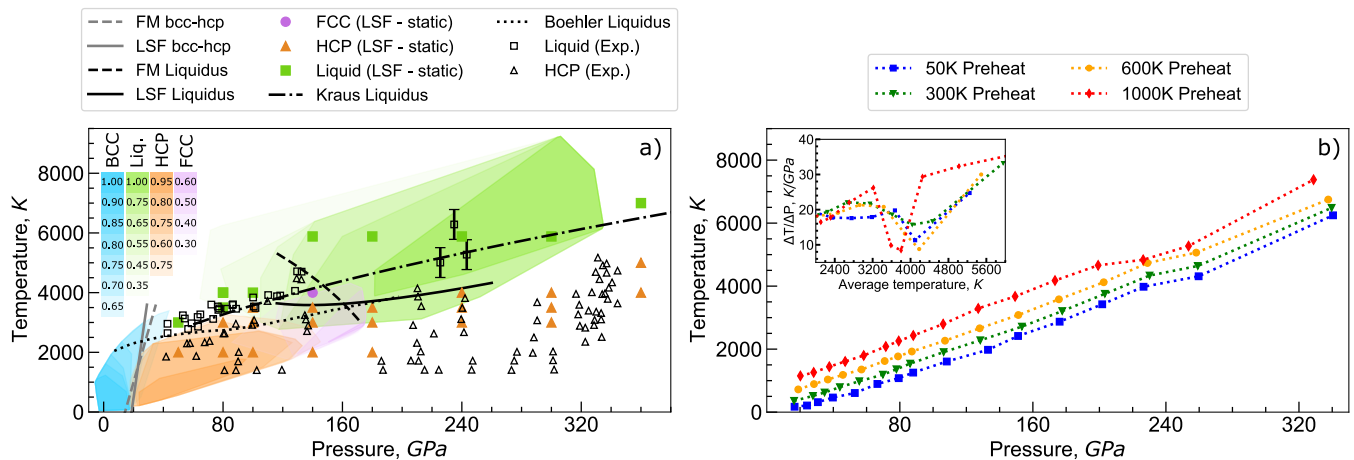 FM bcc-hcp
LSF bcc-hcp
FM Liquidus
LSF Liquidus
FCC (LSF - static)
HCP (LSF - static)
Liquid (LSF - static)
Kraus Liquidus
Boehler Liquidus
Liquid (Exp.)
HCP (Exp.)
a)
BCC Liq. HCP FCC
1.00 1.00 0.95 0.60
0.90 0.75 0.80 0.50
0.85 0.65 0.75 0.40
0.80 0.55 0.60 0.30
0.75 0.45 0.75
0.70 0.35
0.65
Temperature, K
8000
6000
4000
2000
0
0 80 160 240 320
Pressure, GPa
50K Preheat
300K Preheat
600K Preheat
1000K Preheat
b)
ΔT/ΔP, K/GPa
40
30
20
10
2400 3200 4000 4800 5600
Average temperature, K
Temperature, K
8000
6000
4000
2000
0
0 80 160 240 320
Pressure, GPa